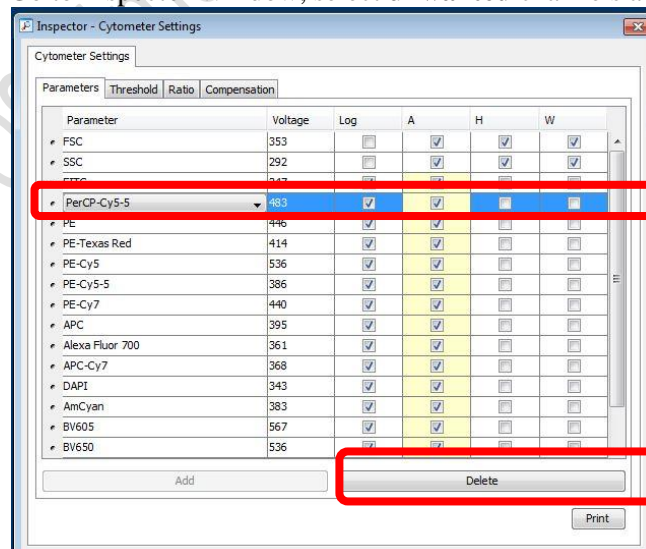 Inspector - Cytometer Settings
Cytometer Settings
Parameters Threshold Ratio Compensation
Parameter Voltage Log A H W
FSC 353
SSC 292
PerCP-Cy5-5 483
PE 446
PE-Texas Red 414
PE-Cy5 536
PE-Cy5-5 386
PE-Cy7 440
APC 395
Alexa Fluor 700 361
APC-Cy7 368
DAPI 343
AmCyan 383
BV605 567
BV650 536
Add Delete
Print